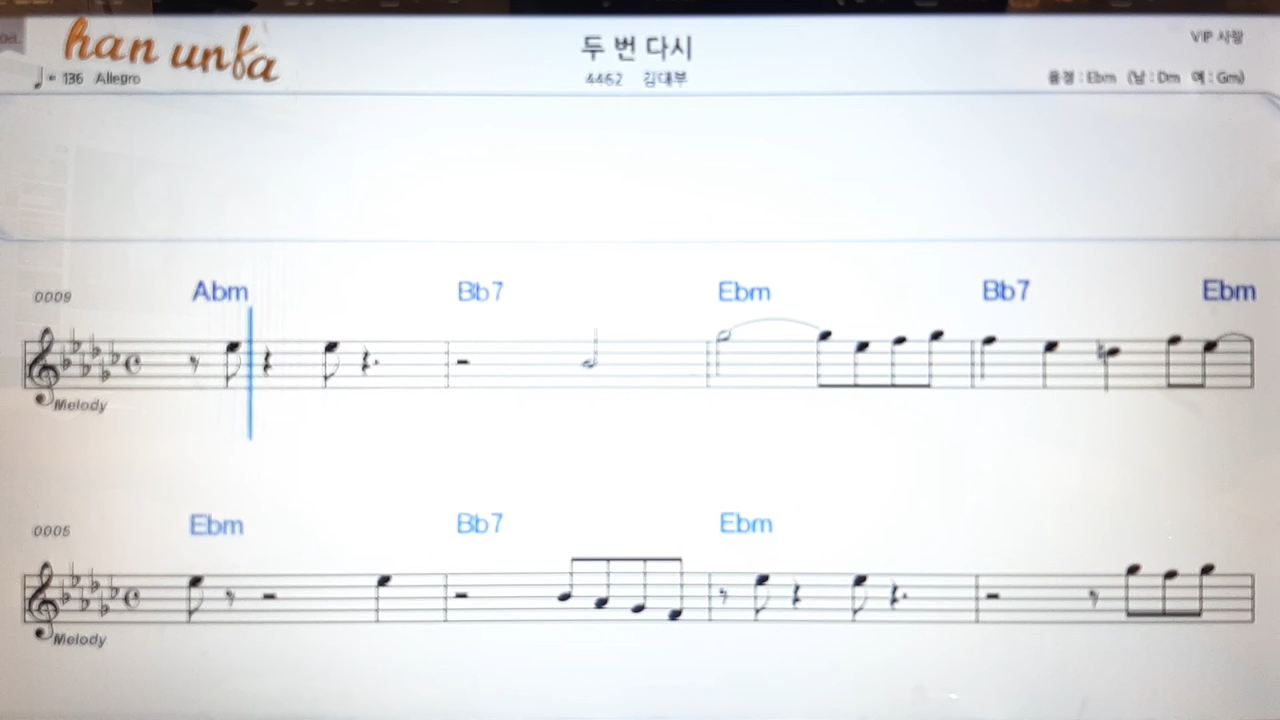 han unfa
두 번 다시
VIP 사랑
♩= 136 Allegro
4462 김대부
음정 : Ebm (남 : Dm 여 : Gm)
0009 Abm Bb7 Ebm Bb7 Ebm
Melody
0005 Ebm Bb7 Ebm
Melody